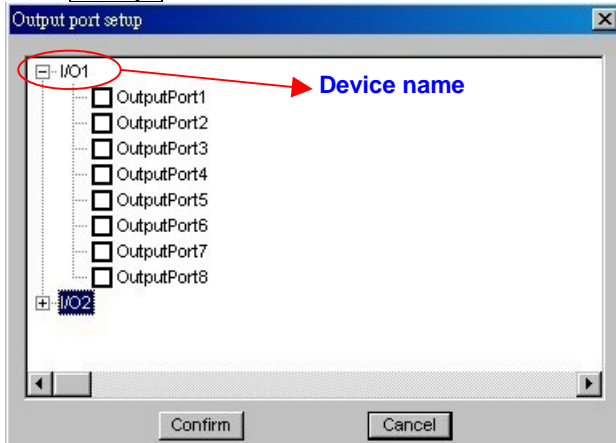 Output port setup
I/O1
Device name
OutputPort1
OutputPort2
OutputPort3
OutputPort4
OutputPort5
OutputPort6
OutputPort7
OutputPort8
I/O2
Confirm
Cancel